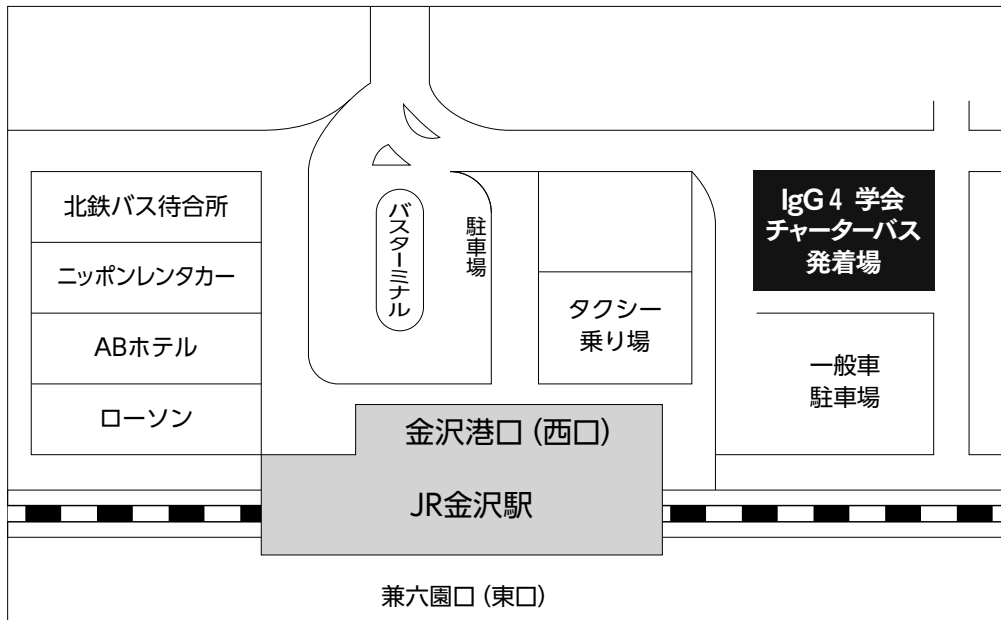 北鉄バス待合所
ニッポンレンタカー
ABホテル
ローソン
バスターミナル
駐車場
タクシー
乗り場
IgG4 学会
チャーターバス
発着場
一般車
駐車場
金沢港口（西口）
JR金沢駅
兼六園口（東口）